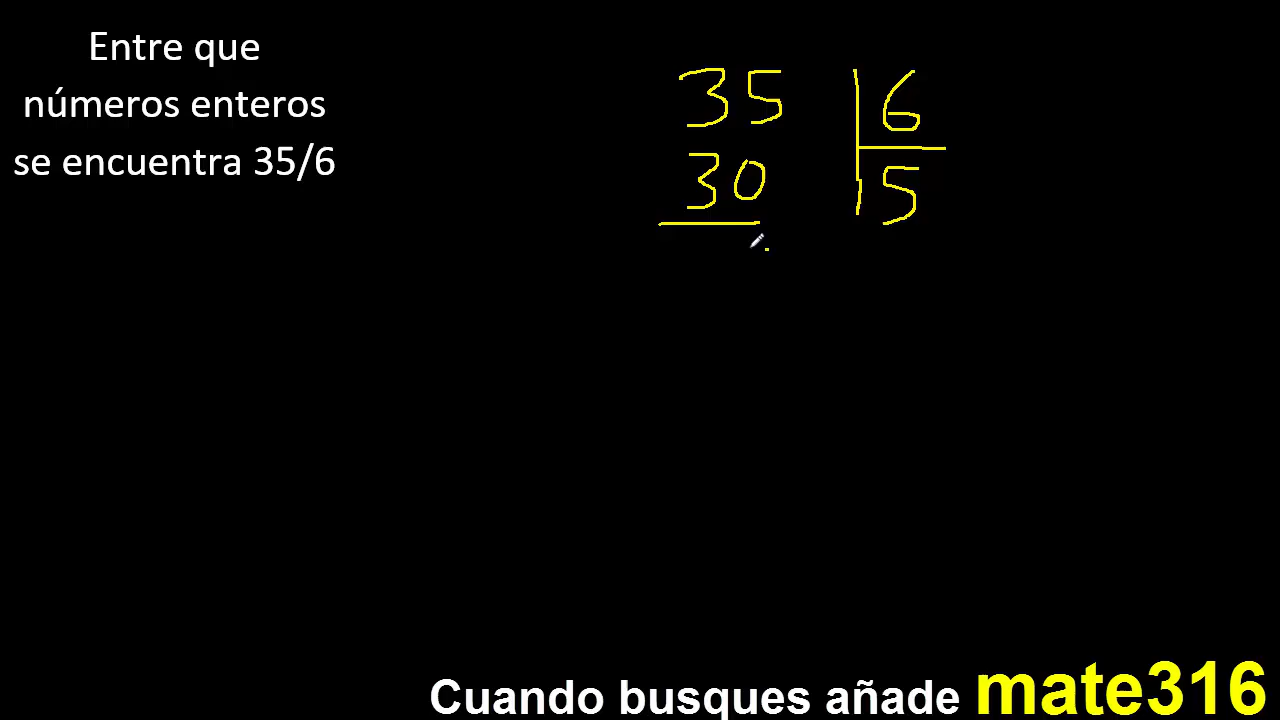 Entre que
números enteros
se encuentra 35/6
35 6
30 5
Cuando busques añade mate316